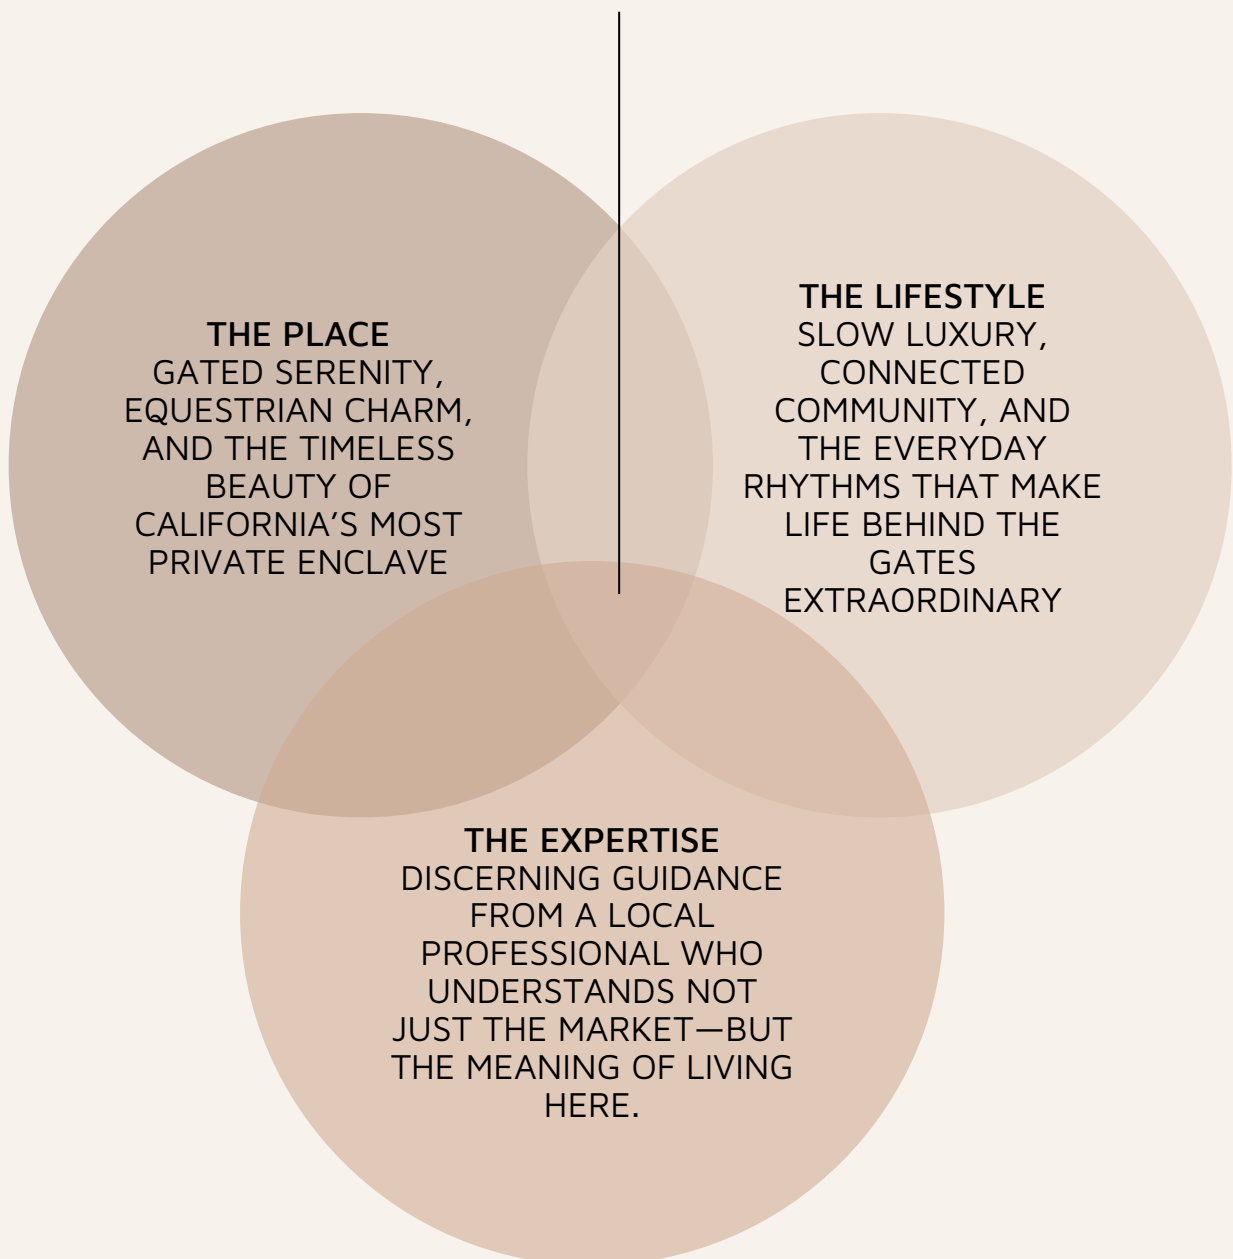 THE PLACE
GATED SERENITY,
EQUESTRIAN CHARM,
AND THE TIMELESS
BEAUTY OF
CALIFORNIA’S MOST
PRIVATE ENCLAVE
THE LIFESTYLE
SLOW LUXURY,
CONNECTED
COMMUNITY, AND
THE EVERYDAY
RHYTHMS THAT MAKE
LIFE BEHIND THE
GATES
EXTRAORDINARY
THE EXPERTISE
DISCERNING GUIDANCE
FROM A LOCAL
PROFESSIONAL WHO
UNDERSTANDS NOT
JUST THE MARKET—BUT
THE MEANING OF LIVING
HERE.